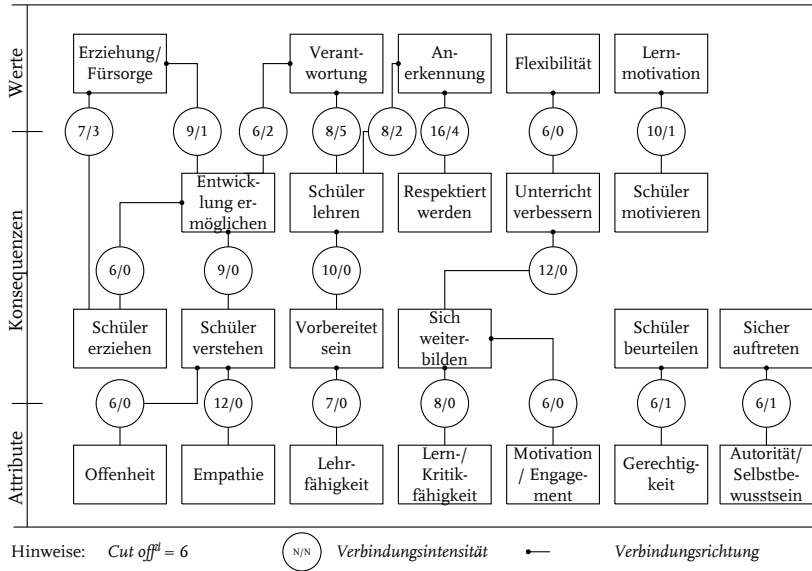 Werte
Erziehung/
Fürsorge
Verant-
wortung
An-
erkennung
Flexibilität
Lern-
motivation
7/3
9/1
6/2
8/5
8/2
16/4
6/0
10/1
Konsequenzen
Entwick-
lung er-
möglichen
Schüler
lehren
Respektiert
werden
Unterricht
verbessern
Schüler
motivieren
6/0
9/0
10/0
12/0
Schüler
erziehen
Schüler
verstehen
Vorbereitet
sein
Sich
weiter-
bilden
Schüler
beurteilen
Sicher
auftreten
6/0
12/0
7/0
8/0
6/0
6/1
6/1
Attribute
Offenheit
Empathie
Lehr-
fähigkeit
Lern-/
Kritik-
fähigkeit
Motivation
/ Engage-
ment
Gerechtig-
keit
Autorität/
Selbstbe-
wusstsein
Hinweise: Cut off^d = 6 N/N Verbindungsintensität Verbindungsrichtung